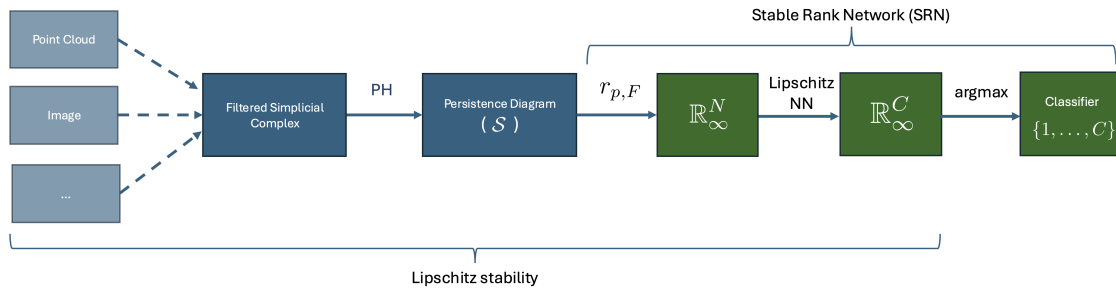 Stable Rank Network (SRN)
Point Cloud
Image
...
Filtured Simplicial
Complex
PH
Persistence Diagram
( 𝒮 )
r_{p,F}
ℝ^N_∞
Lipschitz
NN
ℝ^C_∞
argmax
Classifier
{1, . . . , C}
Lipschitz stability